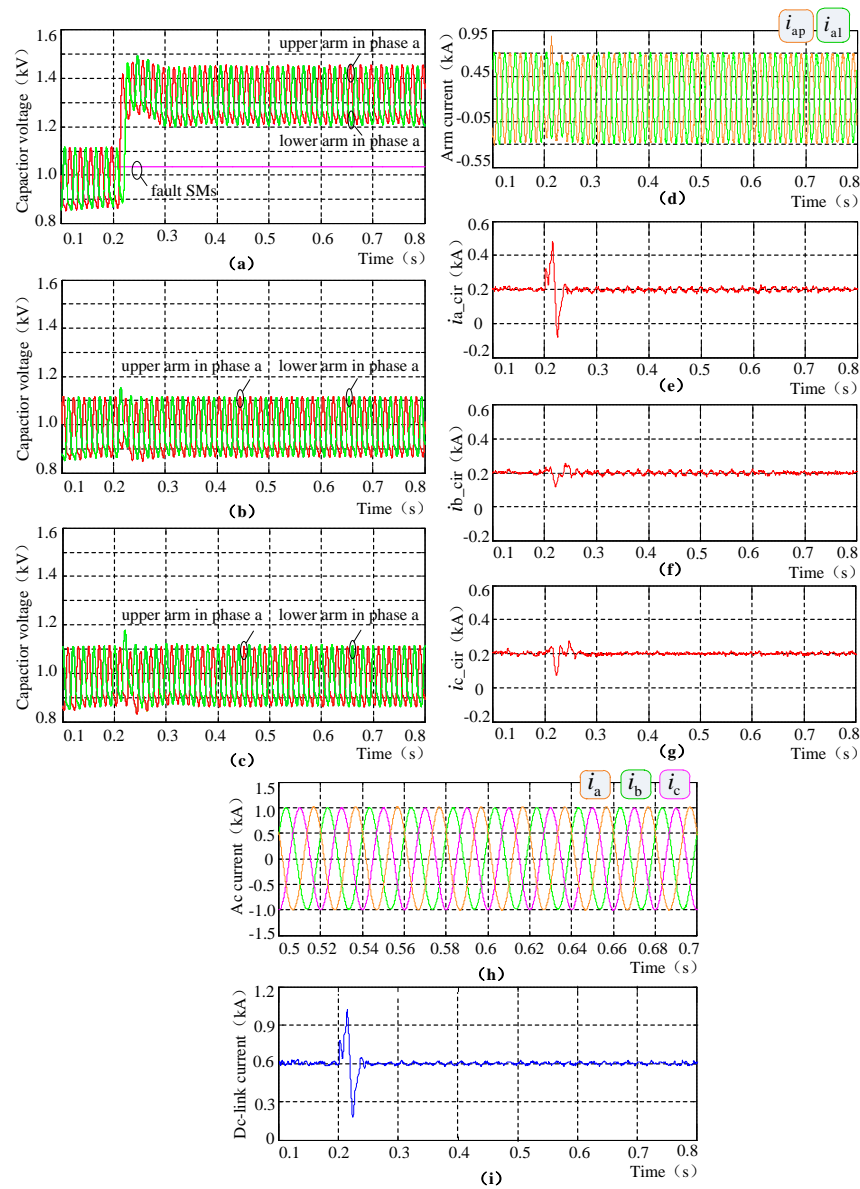 Capactior voltage（kV）
1.6
1.4
1.2
1.0
0.8
upper arm in phase a
lower arm in phase a
fault SMs
0.1 0.2 0.3 0.4 0.5 0.6 0.7 0.8
Time（s）
（a）
Capactior voltage（kV）
1.6
1.4
1.2
1.0
0.8
upper arm in phase a lower arm in phase a
0.1 0.2 0.3 0.4 0.5 0.6 0.7 0.8
Time（s）
（b）
Capactior voltage（kV）
1.6
1.4
1.2
1.0
0.8
upper arm in phase a lower arm in phase a
0.1 0.2 0.3 0.4 0.5 0.6 0.7 0.8
Time（s）
（c）
iap ial
Arm current（kA）
0.95
0.45
-0.05
-0.55
0.1 0.2 0.3 0.4 0.5 0.6 0.7 0.8
Time（s）
（d）
ia_cir（kA）
0.6
0.4
0.2
0
-0.2
0.1 0.2 0.3 0.4 0.5 0.6 0.7 0.8
Time（s）
（e）
ib_cir（kA）
0.6
0.4
0.2
0
-0.2
0.1 0.2 0.3 0.4 0.5 0.6 0.7 0.8
Time（s）
（f）
ic_cir（kA）
0.6
0.4
0.2
0
-0.2
0.1 0.2 0.3 0.4 0.5 0.6 0.7 0.8
Time（s）
（g）
ia ib ic
Ac current（kA）
1.5
1.0
0.5
0
-0.5
-1.0
-1.5
0.5 0.52 0.54 0.56 0.58 0.6 0.62 0.64 0.66 0.68 0.7
Time（s）
（h）
Dc-link current（kA）
1.2
0.9
0.6
0.3
0
0.1 0.2 0.3 0.4 0.5 0.6 0.7 0.8
Time（s）
（i）